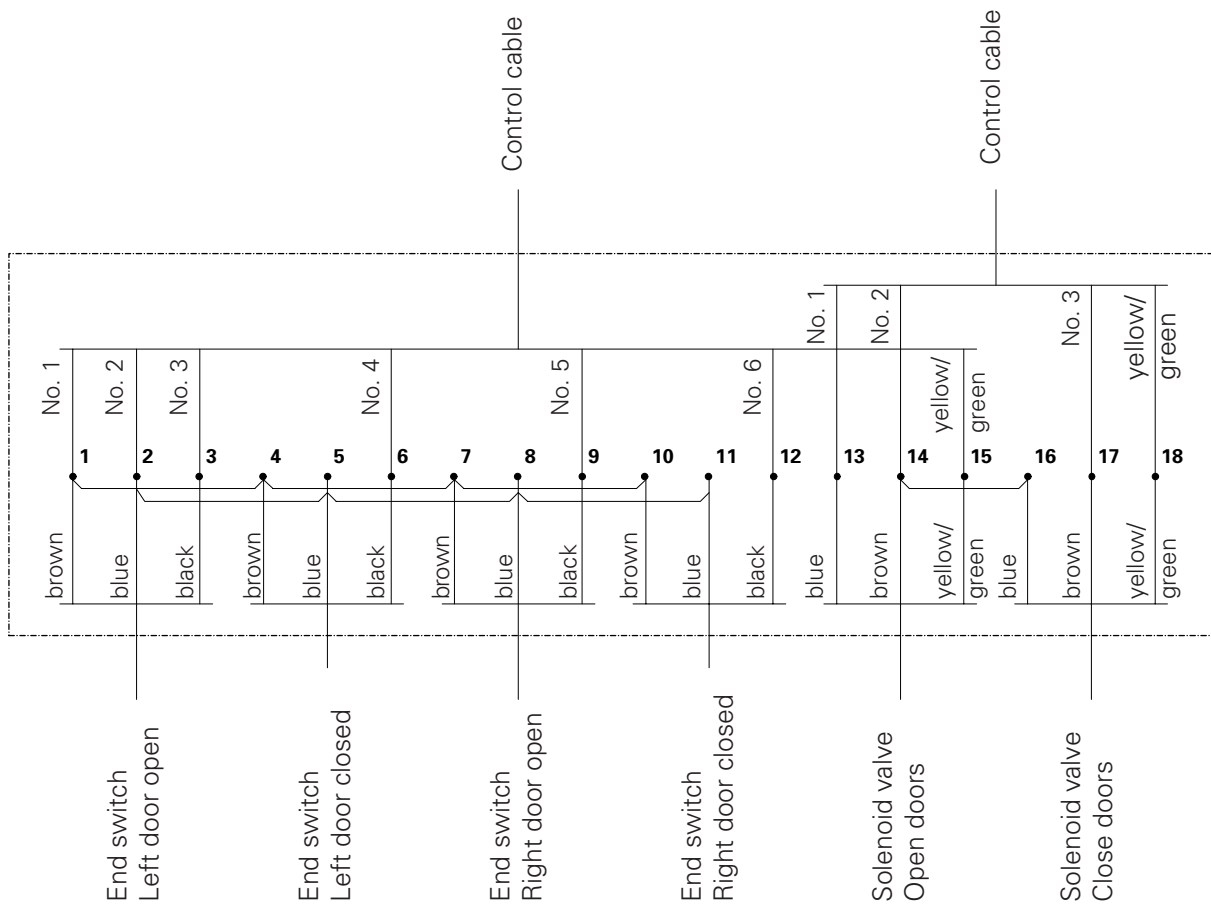 Control cable
Control cable
No. 1
No. 2
No. 3
No. 4
No. 5
No. 6
yellow/
green
No. 1
No. 2
No. 3
yellow/
green
1
2
3
4
5
6
7
8
9
10
11
12
13
14
15
16
17
18
brown
blue
black
brown
blue
black
brown
blue
black
brown
blue
black
blue
brown
yellow/
green
blue
brown
yellow/
green
End switch
Left door open
End switch
Left door closed
End switch
Right door open
End switch
Right door closed
Solenoid valve
Open doors
Solenoid valve
Close doors